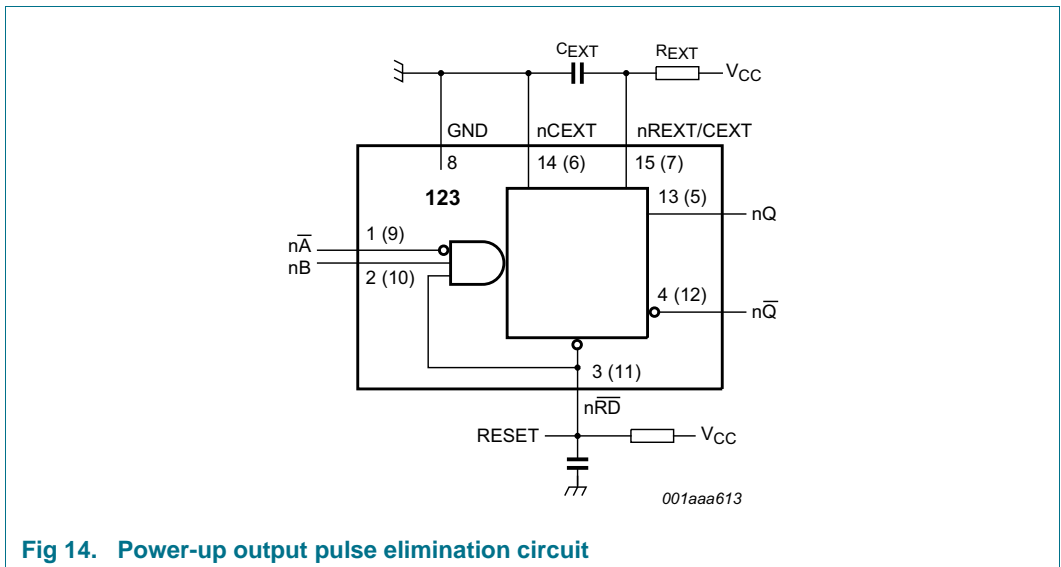 CEXT REXT
VCC
GND nCEXT nREXT/CEXT
8 14 (6) 15 (7)
123
13 (5)
nQ
1 (9)
nA̅
nB
2 (10)
4 (12)
nQ̅
3 (11)
nR̅D̅
RESET VCC
001aaa613
Fig 14. Power-up output pulse elimination circuit